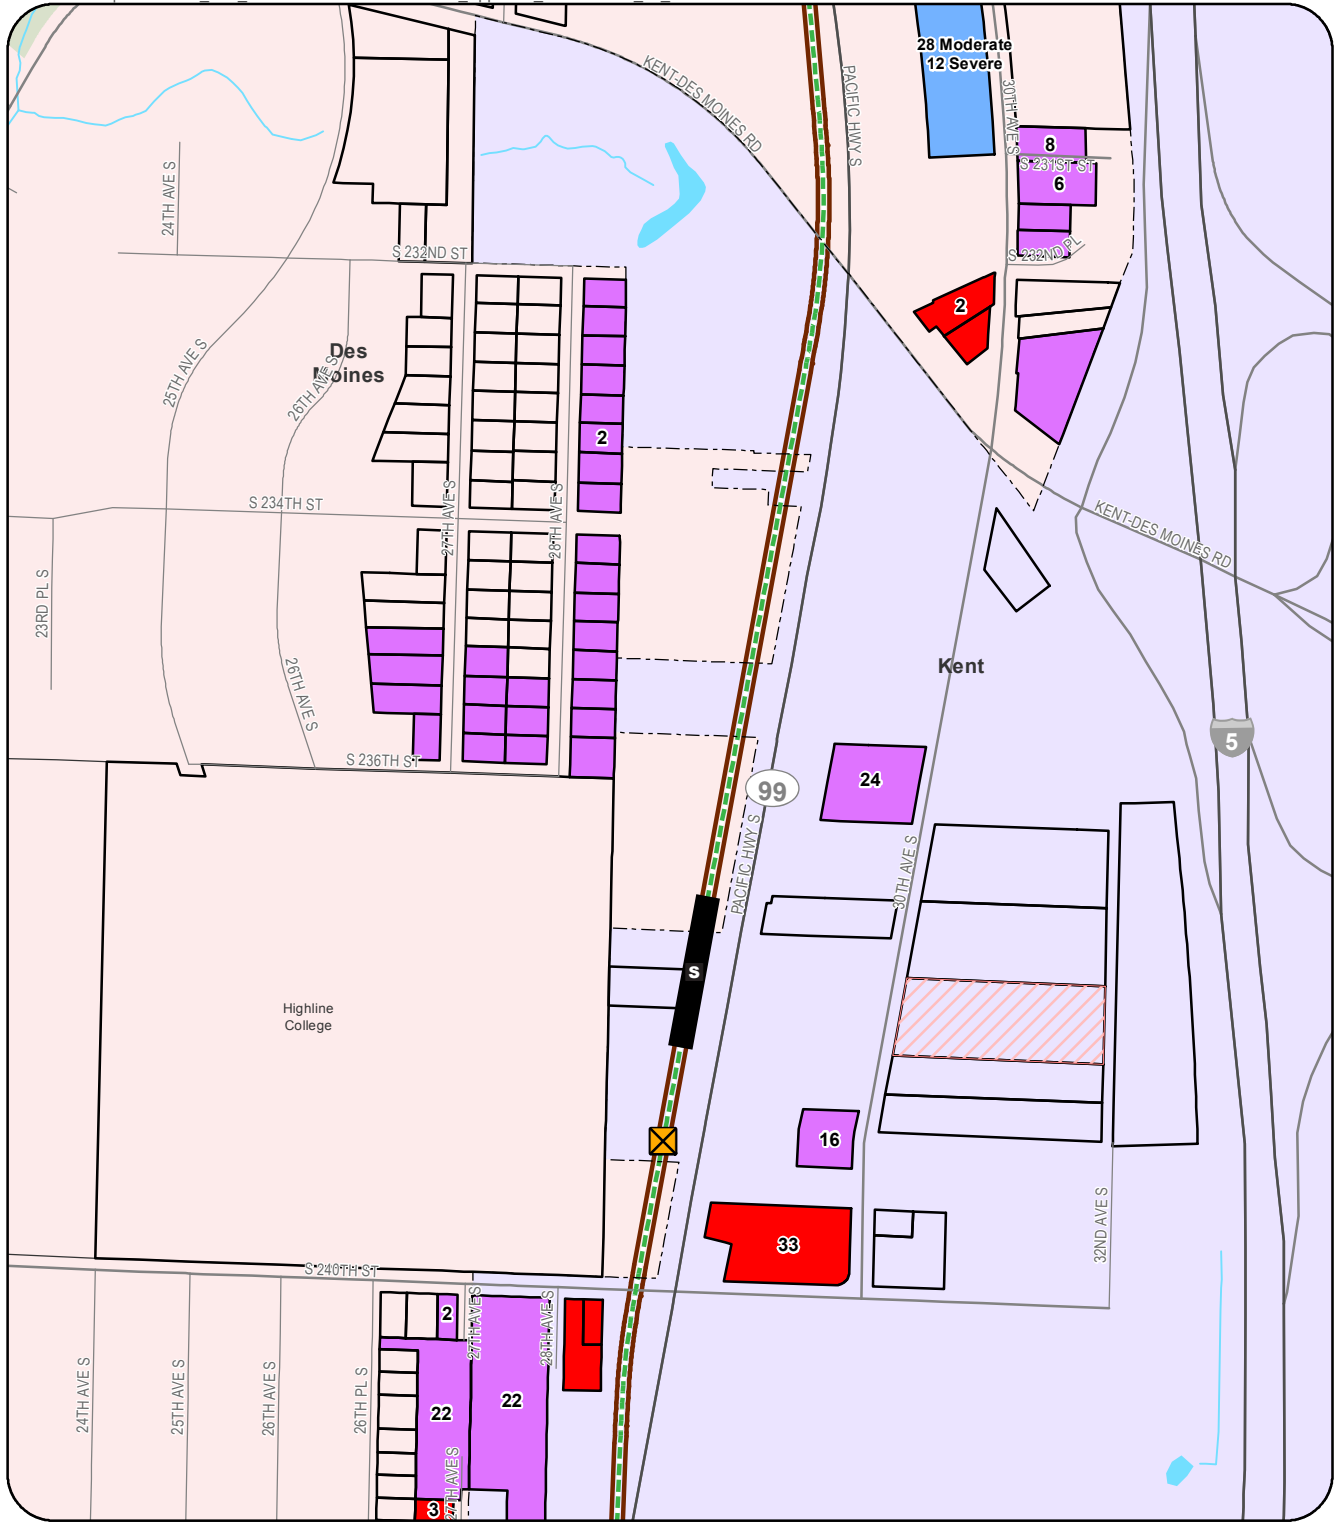 28 Moderate
12 Severe
KENT-DES MOINES RD
PACIFIC HWY S
30TH AVE S
8
S 231ST ST
6
24TH AVE S
S 232ND ST
S 232ND PL
2
Des
Moines
25TH AVE S
26TH AVE S
2
S 234TH ST
27TH AVE S
28TH AVE S
KENT-DES MOINES RD
23RD PL S
26TH AVE S
Kent
5
S 236TH ST
24
99
PACIFIC HWY S
30TH AVE S
S
Highline
College
16
32ND AVE S
33
S 240TH ST
2
27TH AVE S
28TH AVE S
24TH AVE S
25TH AVE S
26TH AVE S
26TH PL S
22
22
27TH AVE S
3